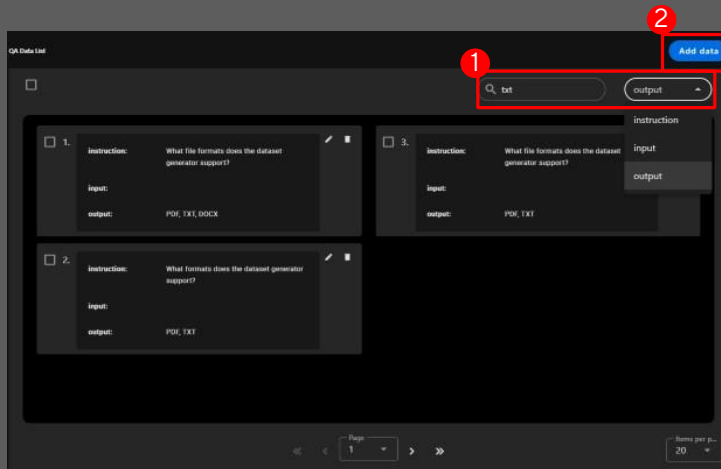 2
QA Data List
Add data
1
txt
output
instruction
input
output
1.
instruction:
What file formats does the dataset
generator support?
input:
output:
PDF, TXT, DOCX
3.
instruction:
What file formats does the dataset
generator support?
input:
output:
PDF, TXT
2.
instruction:
What formats does the dataset generator
support?
input:
output:
PDF, TXT
Page
1
Items per p...
20